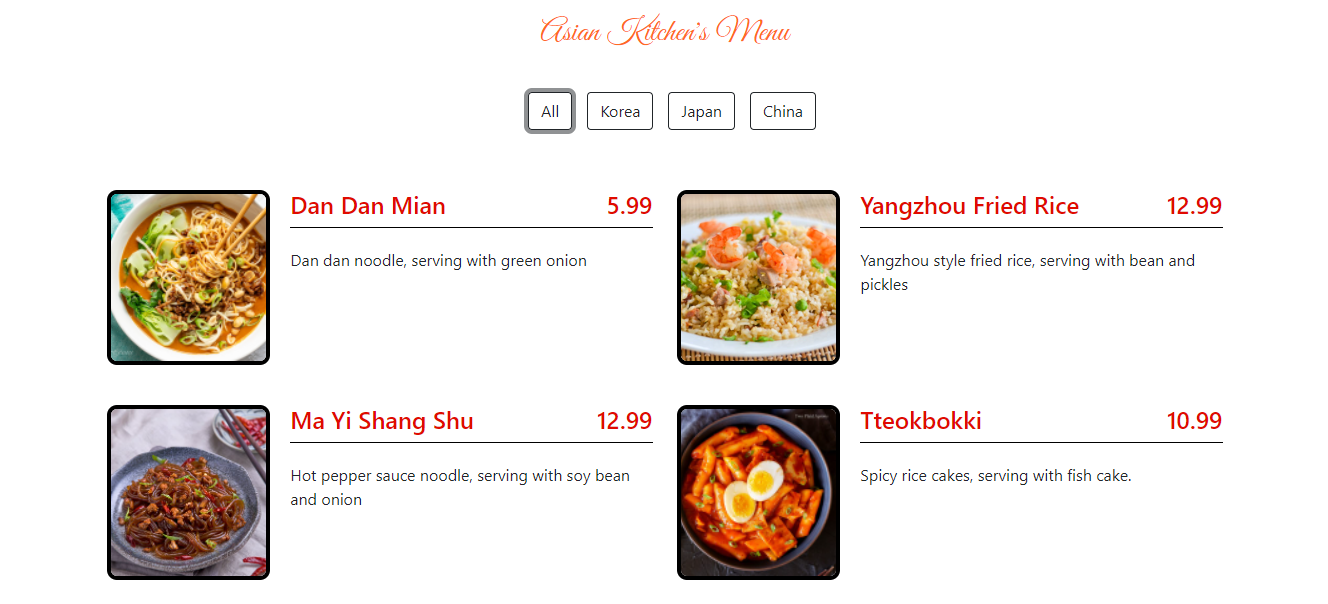 Asian Kitchen's Menu
All
Korea
Japan
China
Dan Dan Mian 5.99
Dan dan noodle, serving with green onion
Yangzhou Fried Rice 12.99
Yangzhou style fried rice, serving with bean and
pickles
Ma Yi Shang Shu 12.99
Hot pepper sauce noodle, serving with soy bean
and onion
Tteokbokki 10.99
Spicy rice cakes, serving with fish cake.